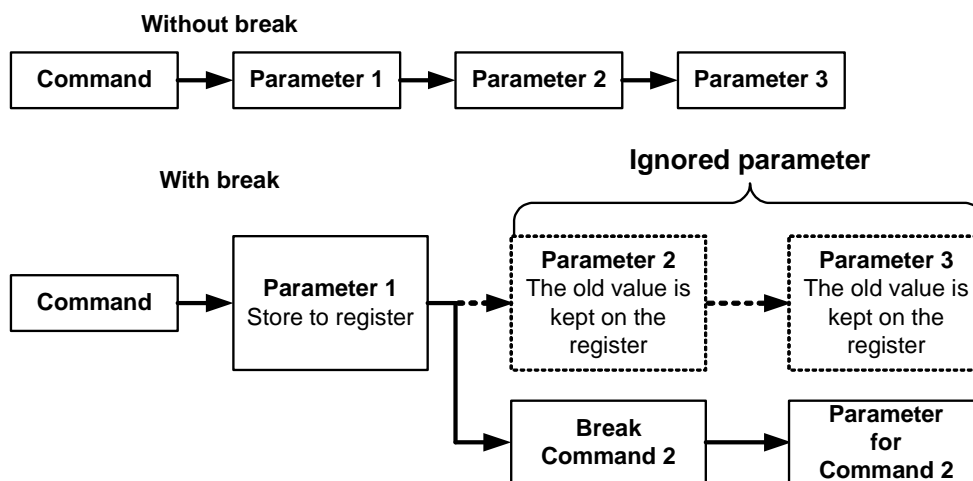 Without break
Command
Parameter 1
Parameter 2
Parameter 3
With break
Ignored parameter
Command
Parameter 1
Store to register
Parameter 2
The old value is
kept on the
register
Parameter 3
The old value is
kept on the
register
Break
Command 2
Parameter
for
Command 2